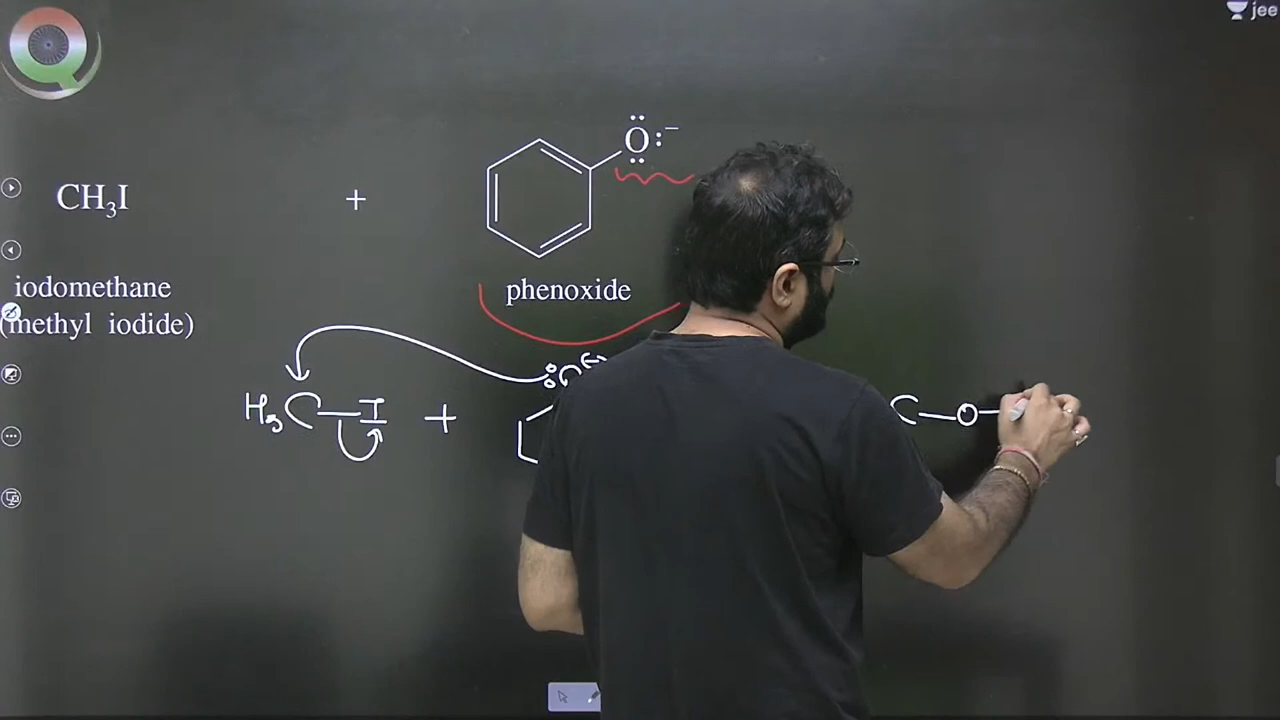 jee
CH₃I + O:⁻
iodomethane
(methyl iodide)
phenoxide
H₃C—I +
C—O—